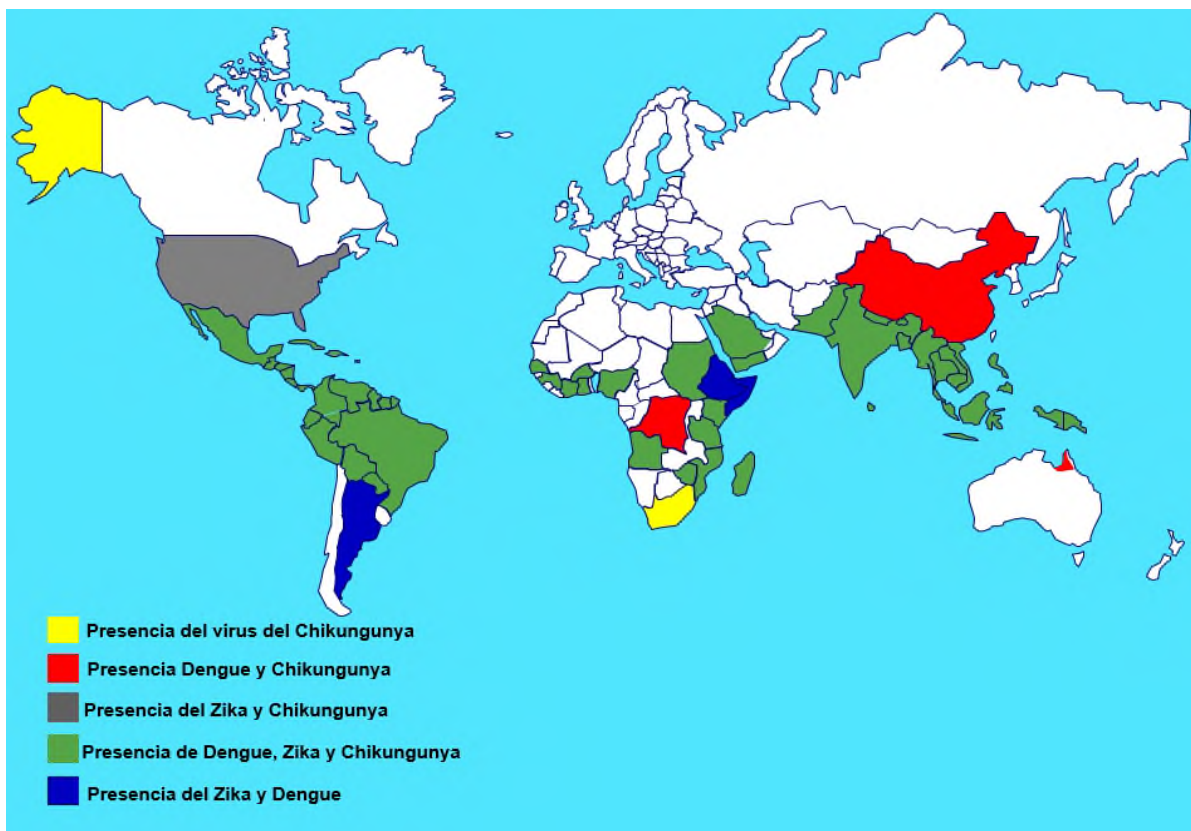 Presencia del virus del Chikungunya
Presencia Dengue y Chikungunya
Presencia del Zika y Chikungunya
Presencia de Dengue, Zika y Chikungunya
Presencia del Zika y Dengue